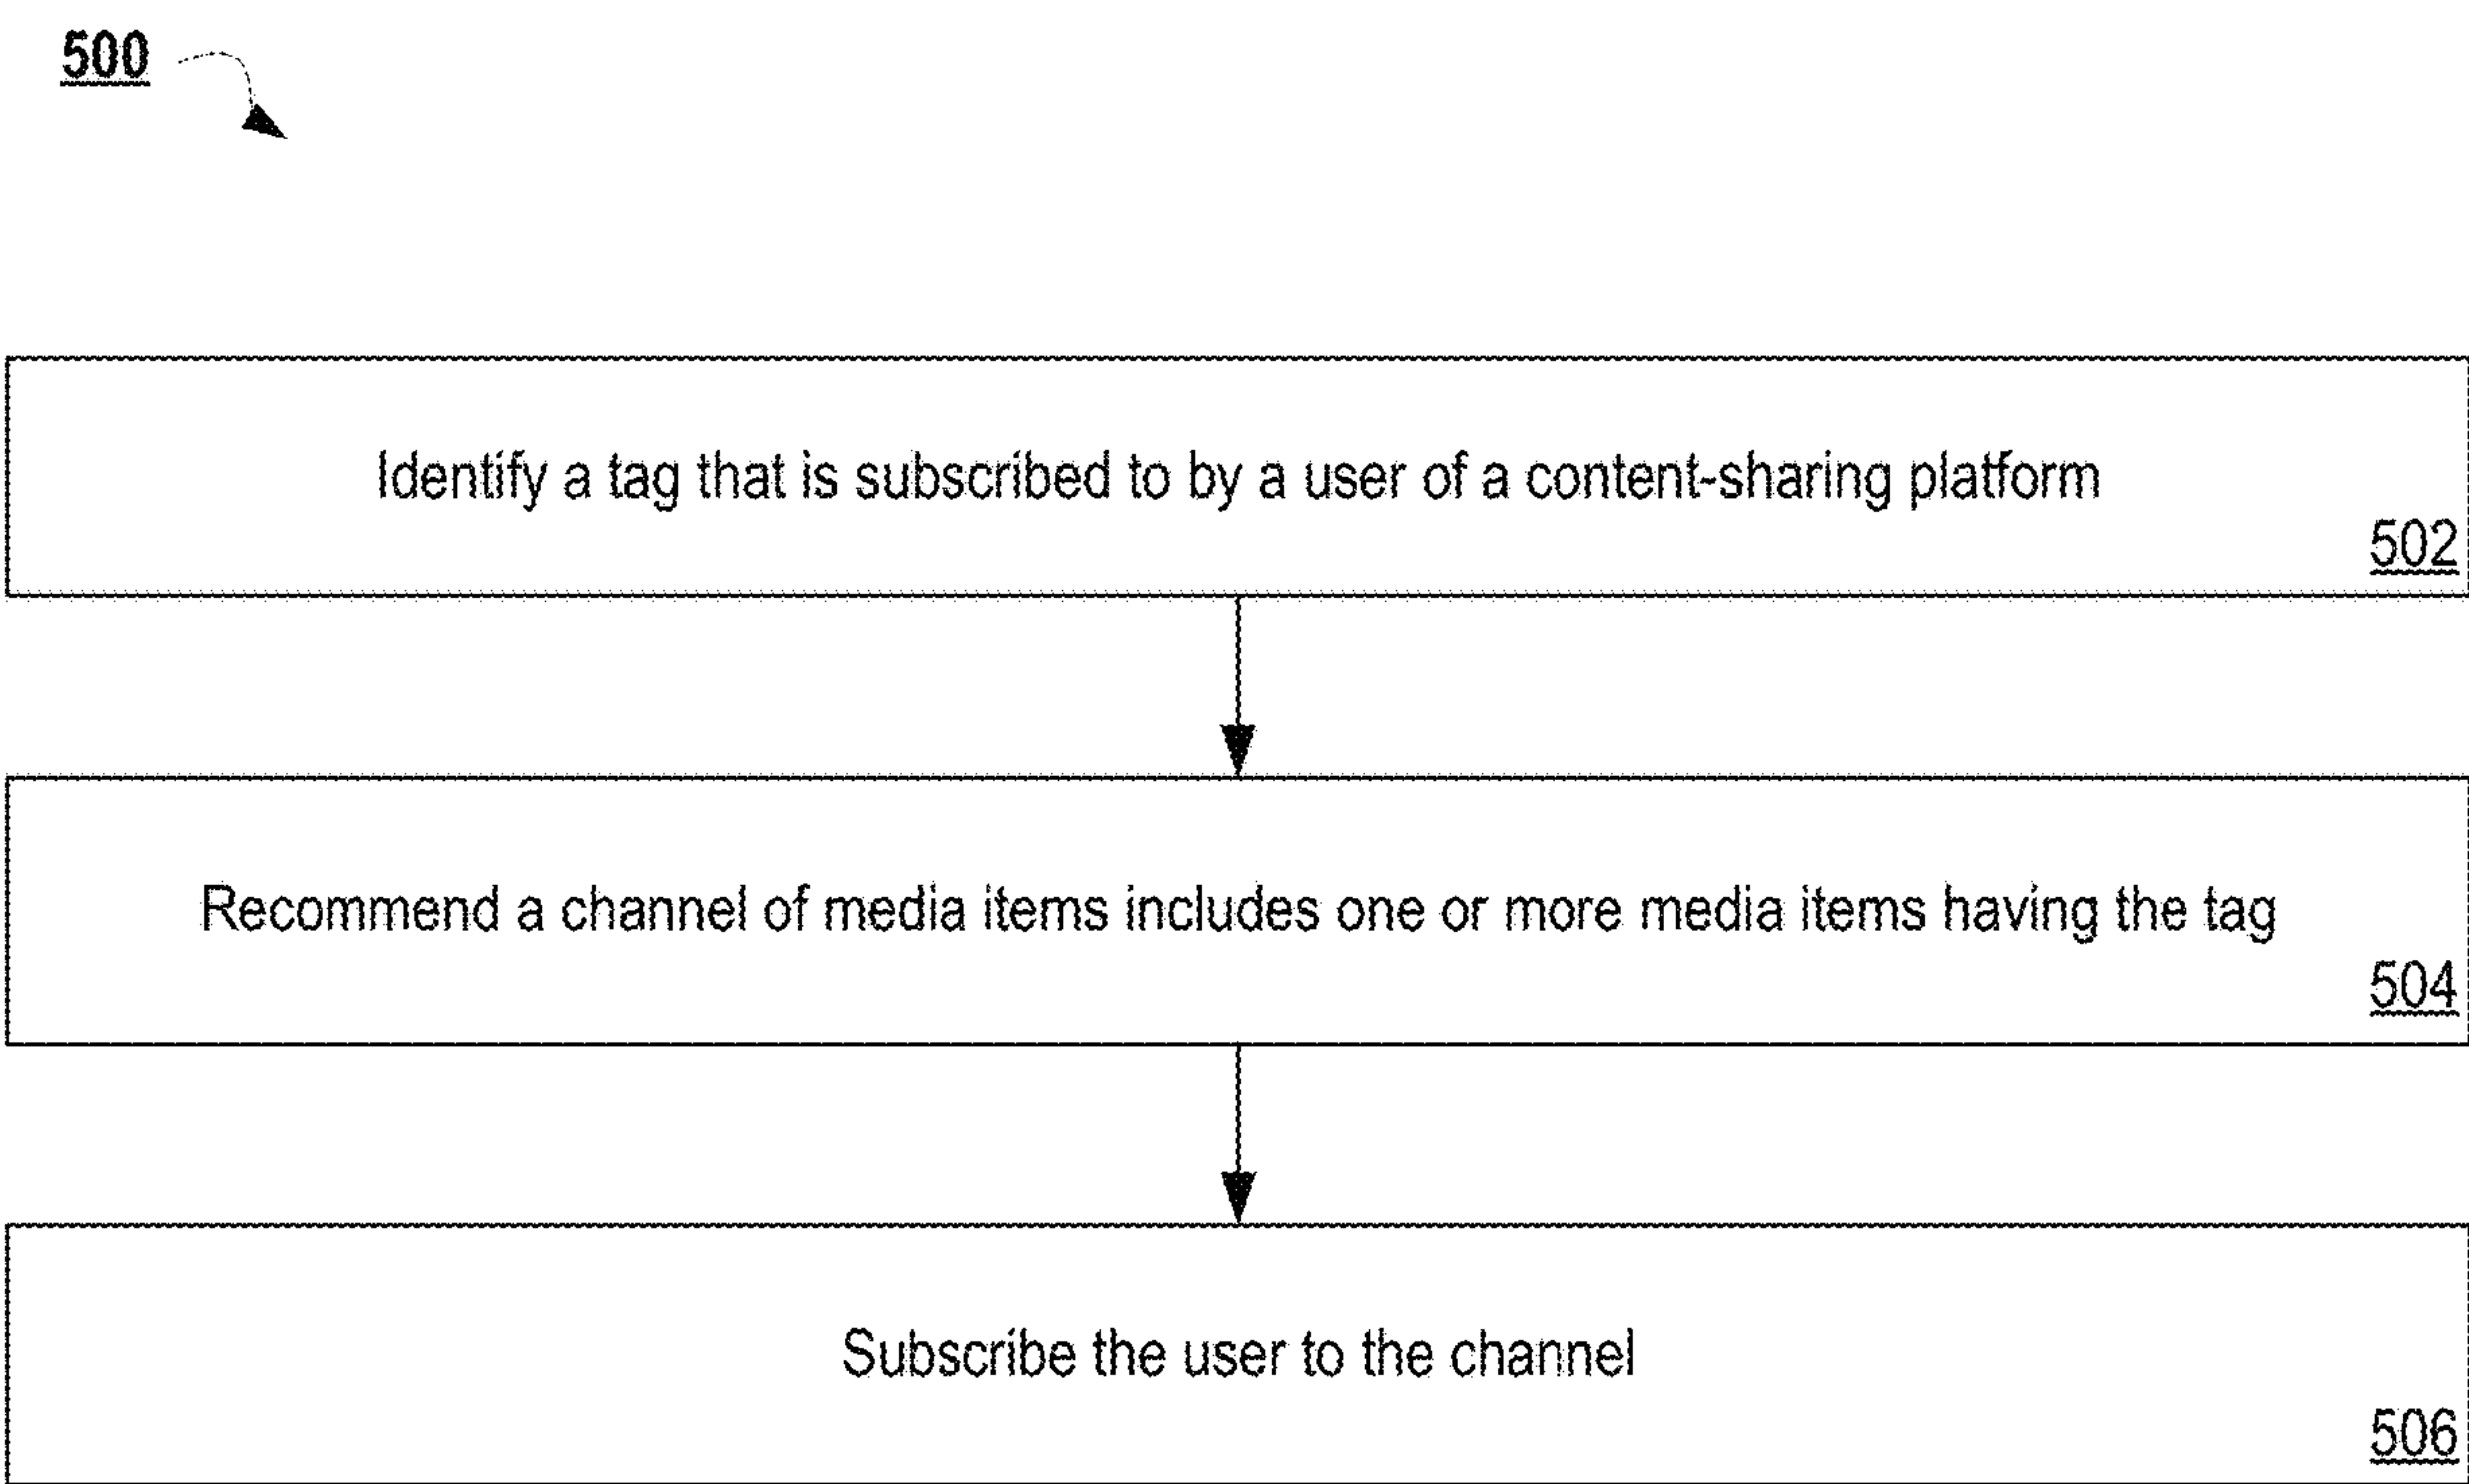 500
Identify a tag that is subscribed to by a user of a content-sharing platform
502
Recommend a channel of media items includes one or more media items having the tag
504
Subscribe the user to the channel
506